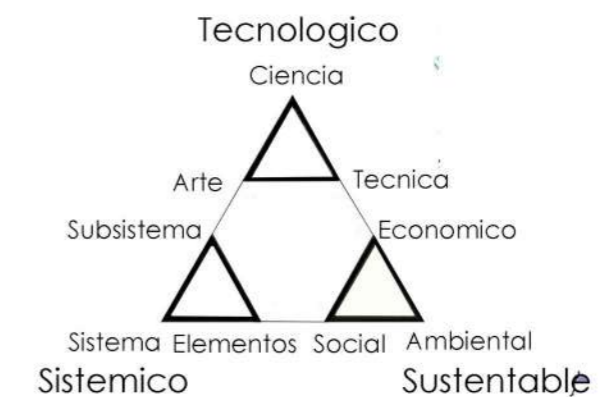 Tecnologico
Ciencia
Arte
Tecnica
Subsistema
Economico
Sistema
Elementos
Social
Ambiental
Sistemico
Sustentable